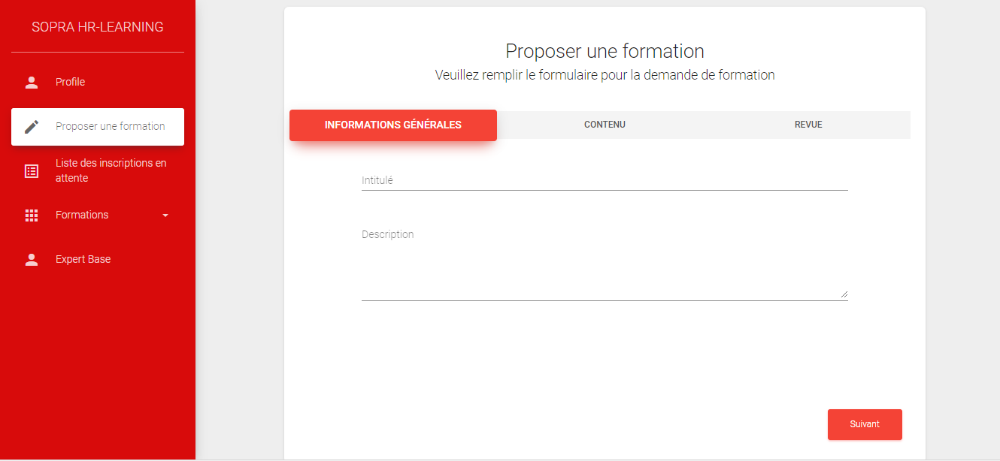 SOPRA HR-LEARNING
Profile
Proposer une formation
Liste des inscriptions en
attente
Formations
Expert Base
Proposer une formation
Veuillez remplir le formulaire pour la demande de formation
INFORMATIONS GÉNÉRALES
CONTENU
REVUE
Intitulé
Description
Suivant